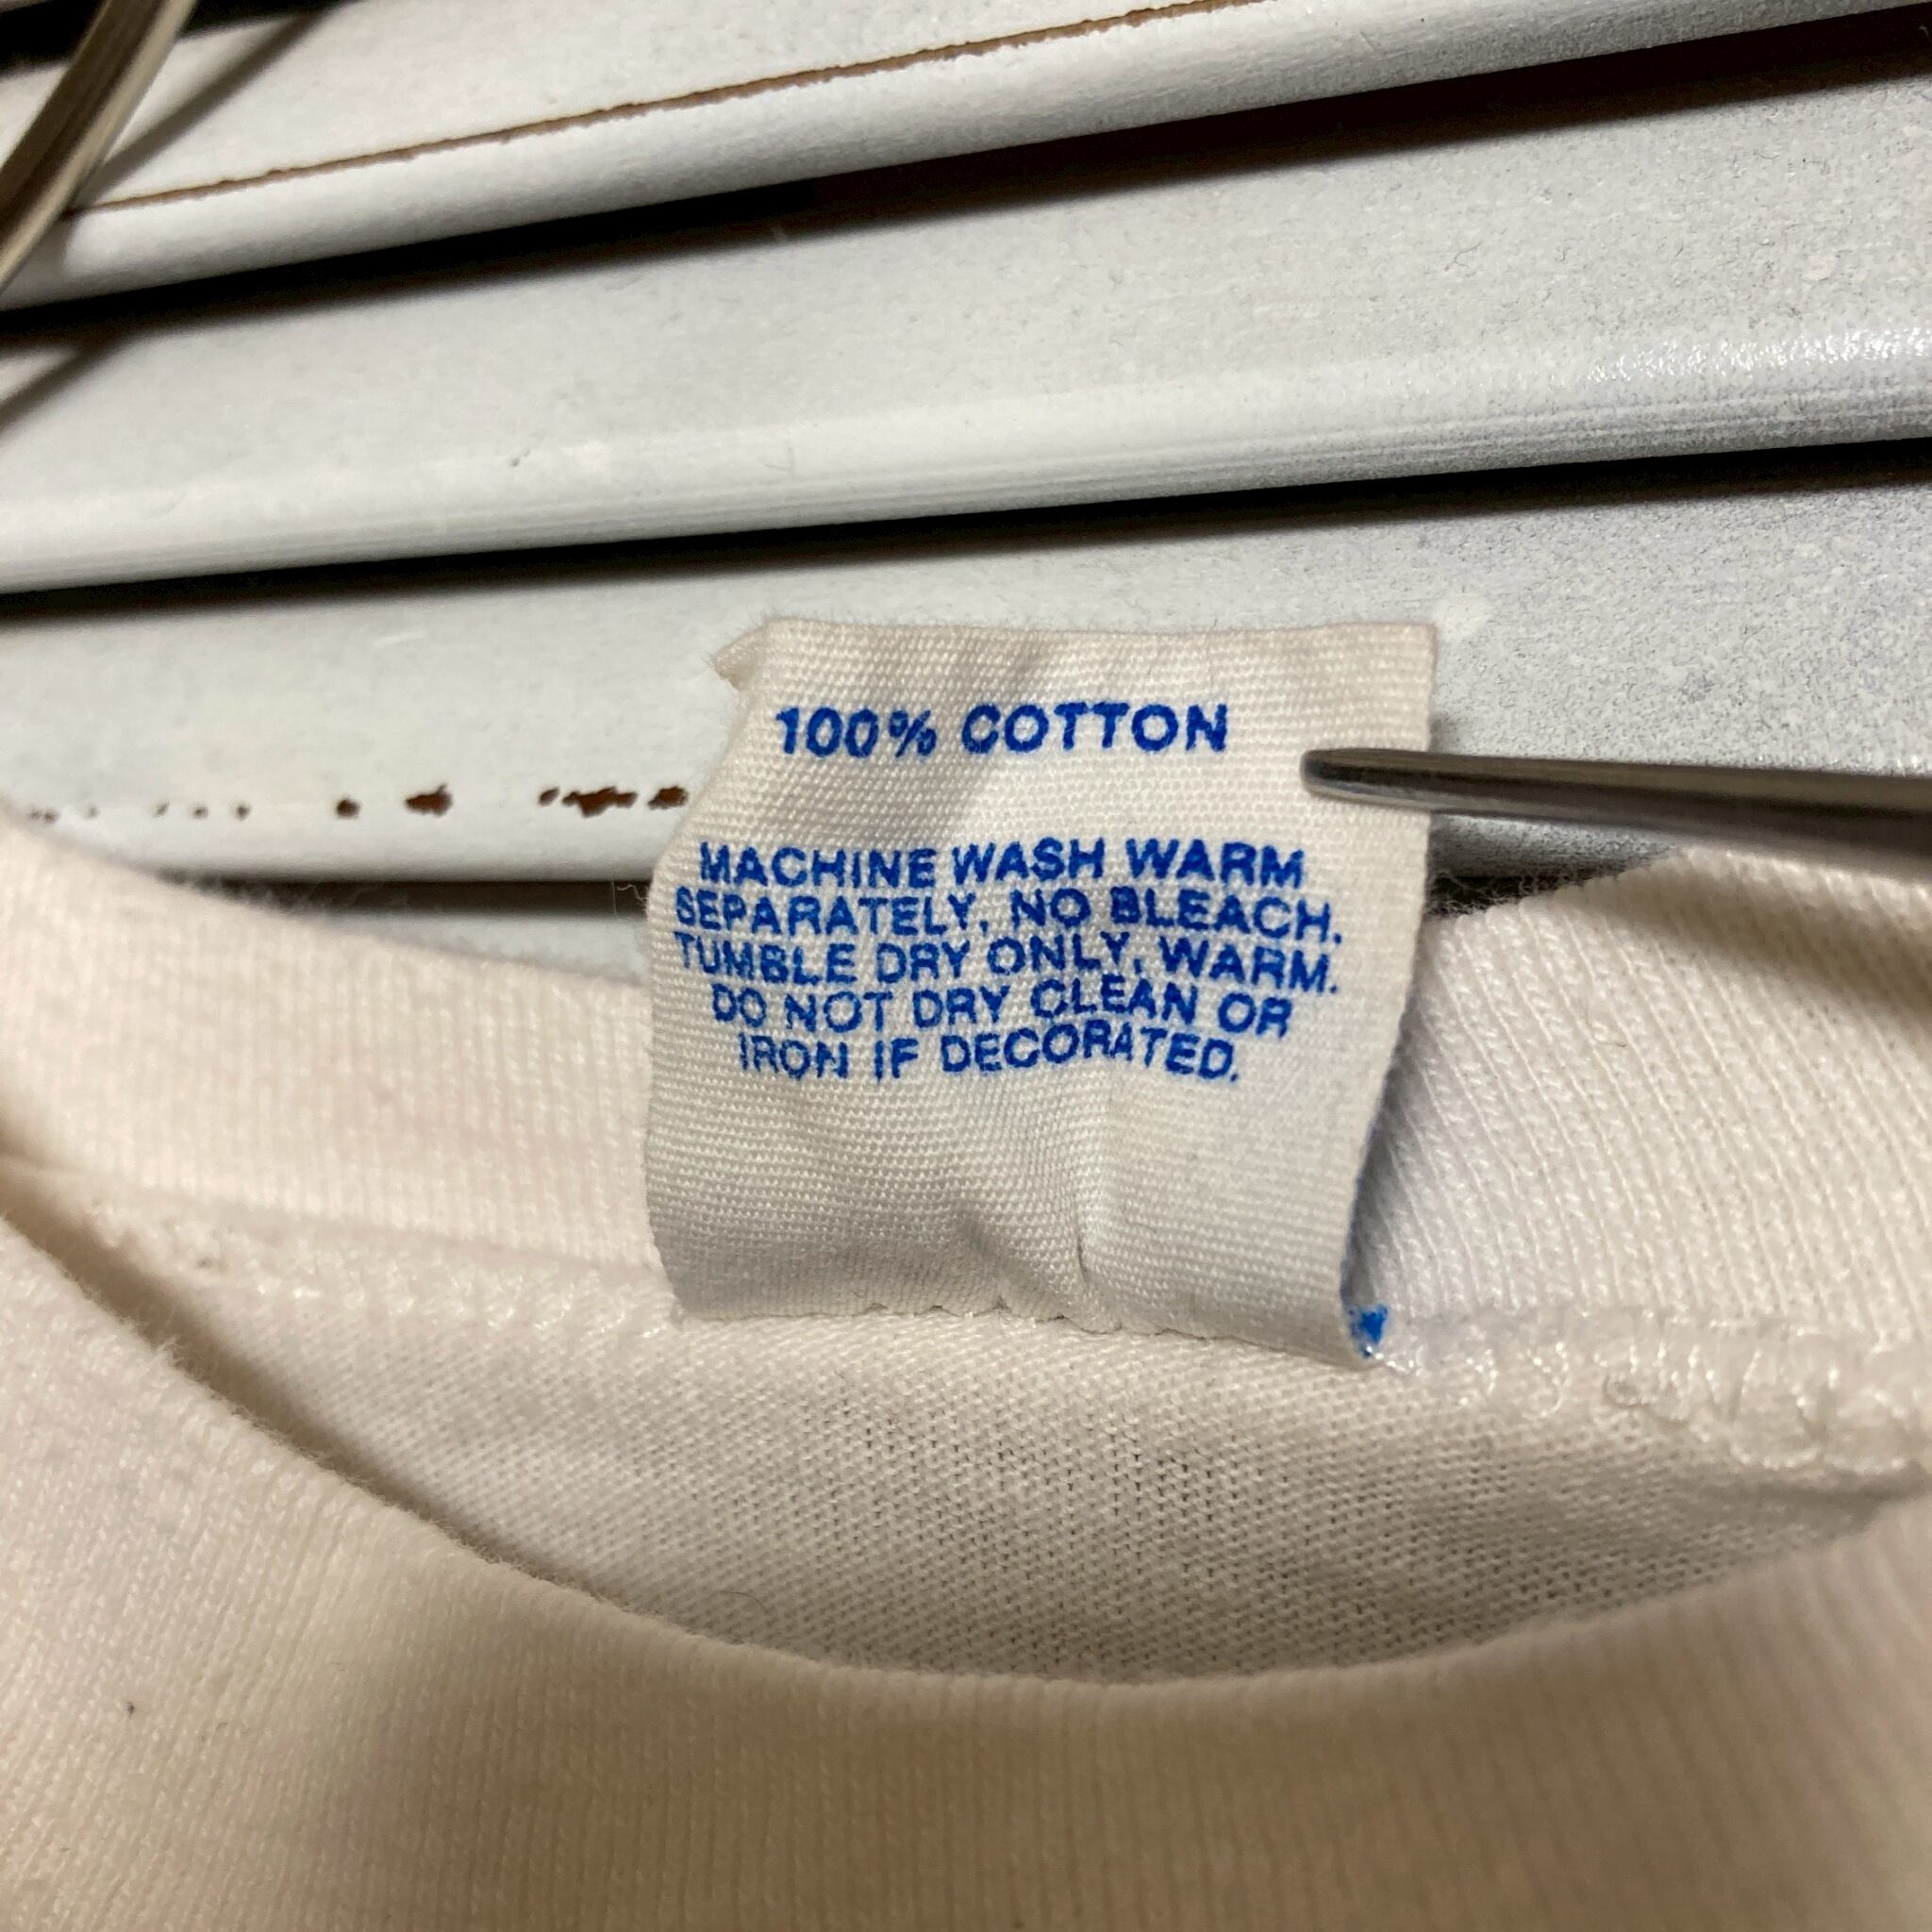 100% COTTON
MACHINE WASH WARM
SEPARATELY, NO BLEACH.
TUMBLE DRY ONLY, WARM.
DO NOT DRY CLEAN OR
IRON IF DECORATED.